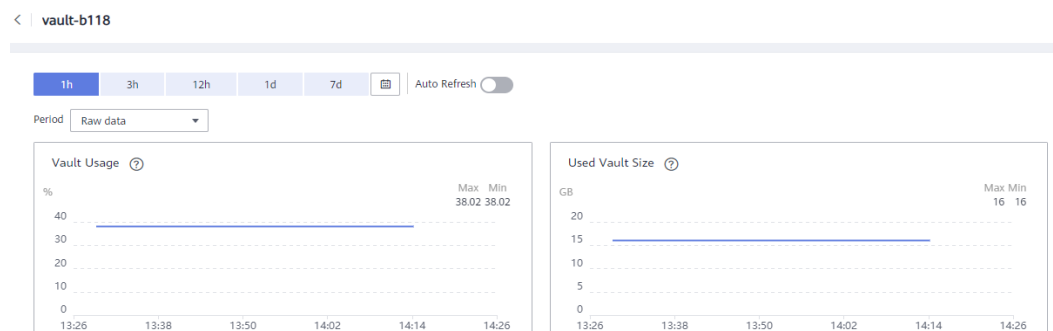 < vault-b118
1h 3h 12h 1d 7d Auto Refresh
Period Raw data
Vault Usage ?
%
Max Min
38.02 38.02
40
30
20
10
0
13:26 13:38 13:50 14:02 14:14 14:26
Used Vault Size ?
GB
Max Min
16 16
20
15
10
5
0
13:26 13:38 13:50 14:02 14:14 14:26